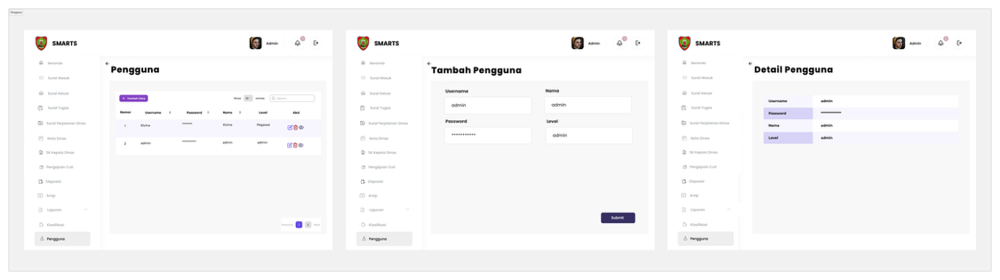 Pengguna
SMARTS
Admin
Beranda
Surat Masuk
Surat Keluar
Surat Tugas
Surat Perjalanan Dinas
Nota Dinas
SK Kepala Dinas
Pengajuan Cuti
Disposisi
Arsip
Laporan
Klasifikasi
Pengguna
Pengguna
+ Tambah Data
Show 10 entries Search...
Nomor Username Password Nama Level Aksi
1 Elvina ******* Elvina Pegawai
2 admin ********** admin admin
Previous 1 2 Next
SMARTS
Admin
Beranda
Surat Masuk
Surat Keluar
Surat Tugas
Surat Perjalanan Dinas
Nota Dinas
SK Kepala Dinas
Pengajuan Cuti
Disposisi
Arsip
Laporan
Klasifikasi
Pengguna
Tambah Pengguna
Username Nama
admin admin
Password Level
*********** admin
Submit
SMARTS
Admin
Beranda
Surat Masuk
Surat Keluar
Surat Tugas
Surat Perjalanan Dinas
Nota Dinas
SK Kepala Dinas
Pengajuan Cuti
Disposisi
Arsip
Laporan
Klasifikasi
Pengguna
Detail Pengguna
Username admin
Password ***********
Nama admin
Level admin